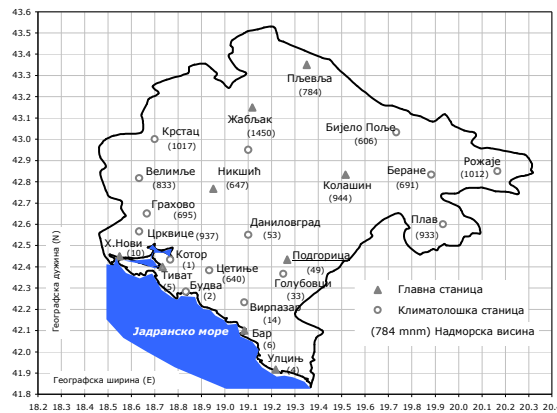 43.6
43.5
43.4
43.3
43.2
43.1
43.0
42.9
42.8
42.7
42.6
42.5
42.4
42.3
42.2
42.1
42.0
41.9
41.8
Географска дужина (N)
Пљевља
(784)
Жабљак
(1450)
Крстац
(1017)
Бијело Поље
(606)
Рожаје
(1012)
Велимље
(833)
Никшић
(647)
Колашин
(944)
Беране
(691)
Грахово
(695)
Плав
(933)
Даниловград
(53)
Црквице (937)
Х.Нови
(10)
Котор
(1)
Подгорица
(49)
Тиват
(5)
Цетиње
(640)
Голубовци
(33)
Будва
(2)
Вирпазар
(14)
Бар
(6)
Улцињ
(4)
Јадранско море
Главна станица
Климатолошка станица
(784 mnm) Надморска висина
Географска ширина (E)
18.2 18.3 18.4 18.5 18.6 18.7 18.8 18.9 19.0 19.1 19.2 19.3 19.4 19.5 19.6 19.7 19.8 19.9 20.0 20.1 20.2